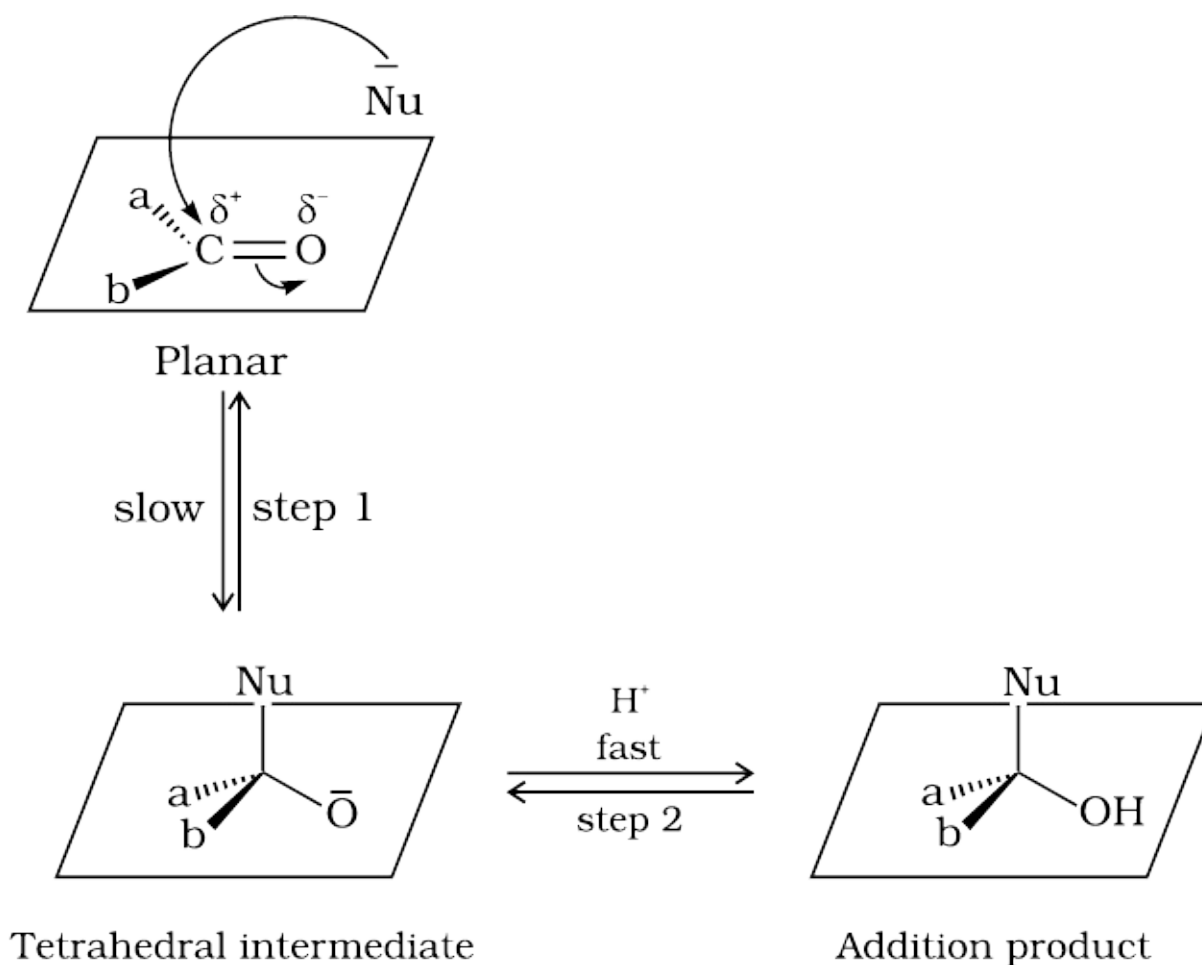 Nu̅
a δ⁺ δ⁻
C=O
b
Planar
slow step 1
Nu
a
b O̅
H⁺
fast
step 2
Nu
a
b OH
Tetrahedral intermediate
Addition product